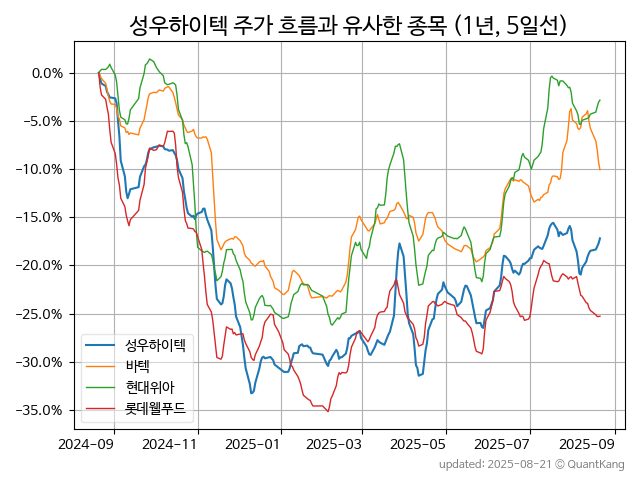 성우하이텍 주가 흐름과 유사한 종목 (1년, 5일선)
0.0%
−5.0%
−10.0%
−15.0%
−20.0%
−25.0%
−30.0%
−35.0%
성우하이텍
바텍
현대위아
롯데웰푸드
2024-09 2024-11 2025-01 2025-03 2025-05 2025-07 2025-09
updated: 2025-08-21 © QuantKang